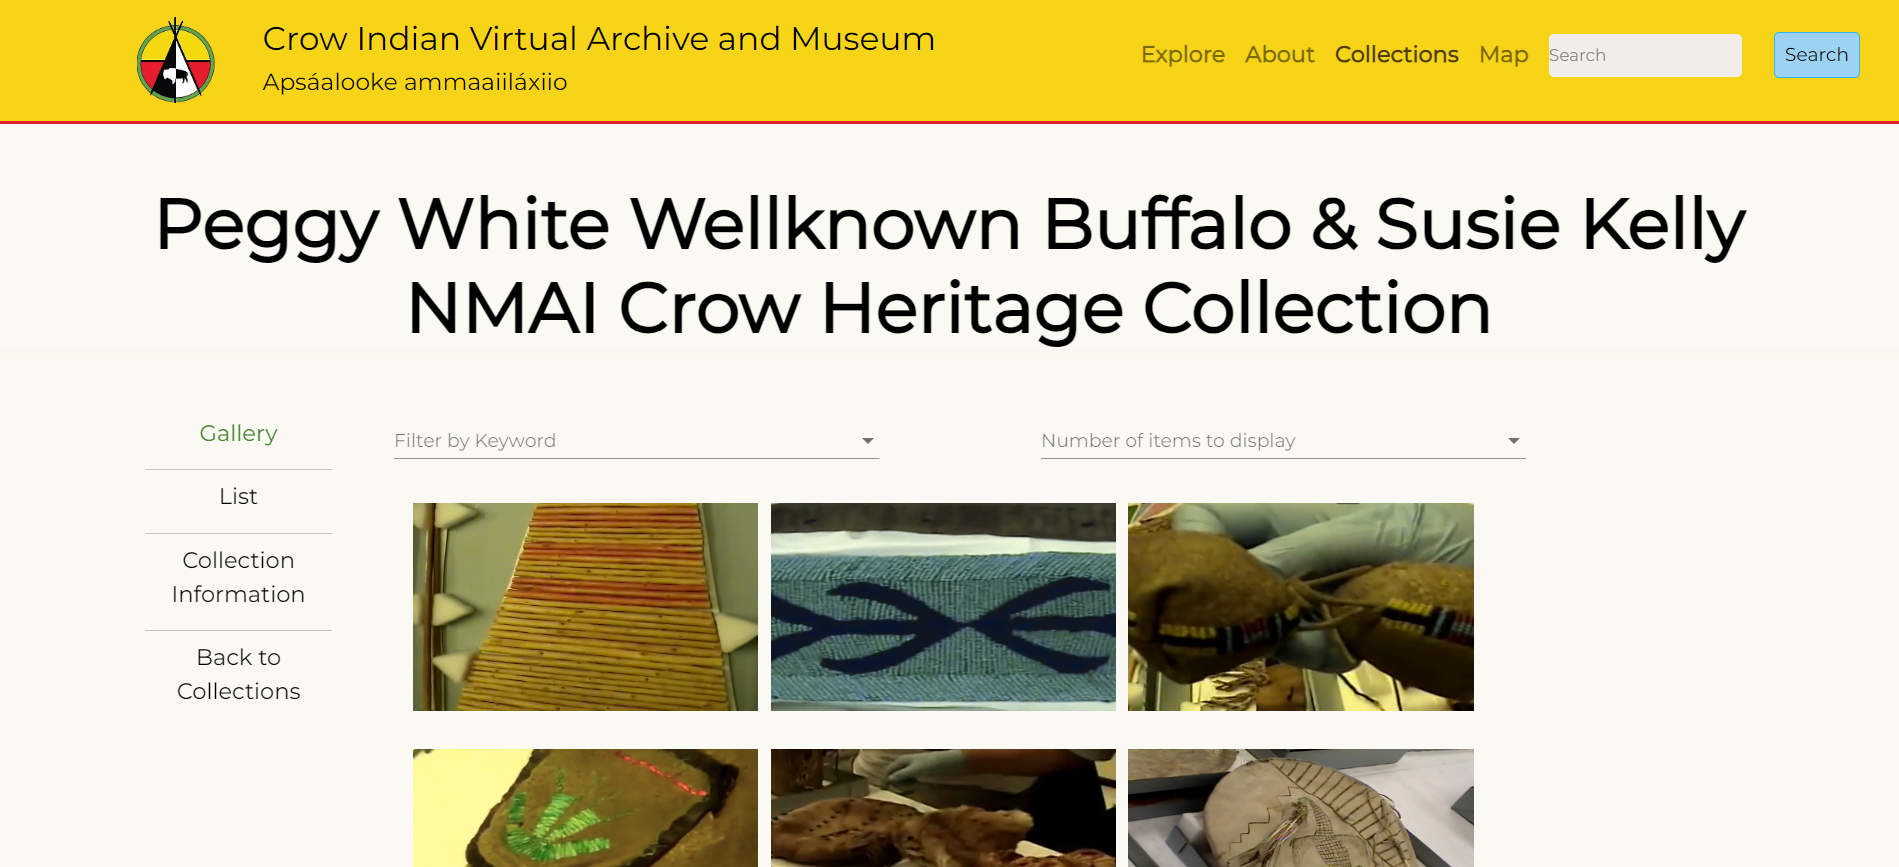 Crow Indian Virtual Archive and Museum
Apsáalooke ammaaiiláxiio
Explore About Collections Map Search Search
Peggy White Wellknown Buffalo & Susie Kelly
NMAI Crow Heritage Collection
Gallery
List
Collection
Information
Back to
Collections
Filter by Keyword
Number of items to display